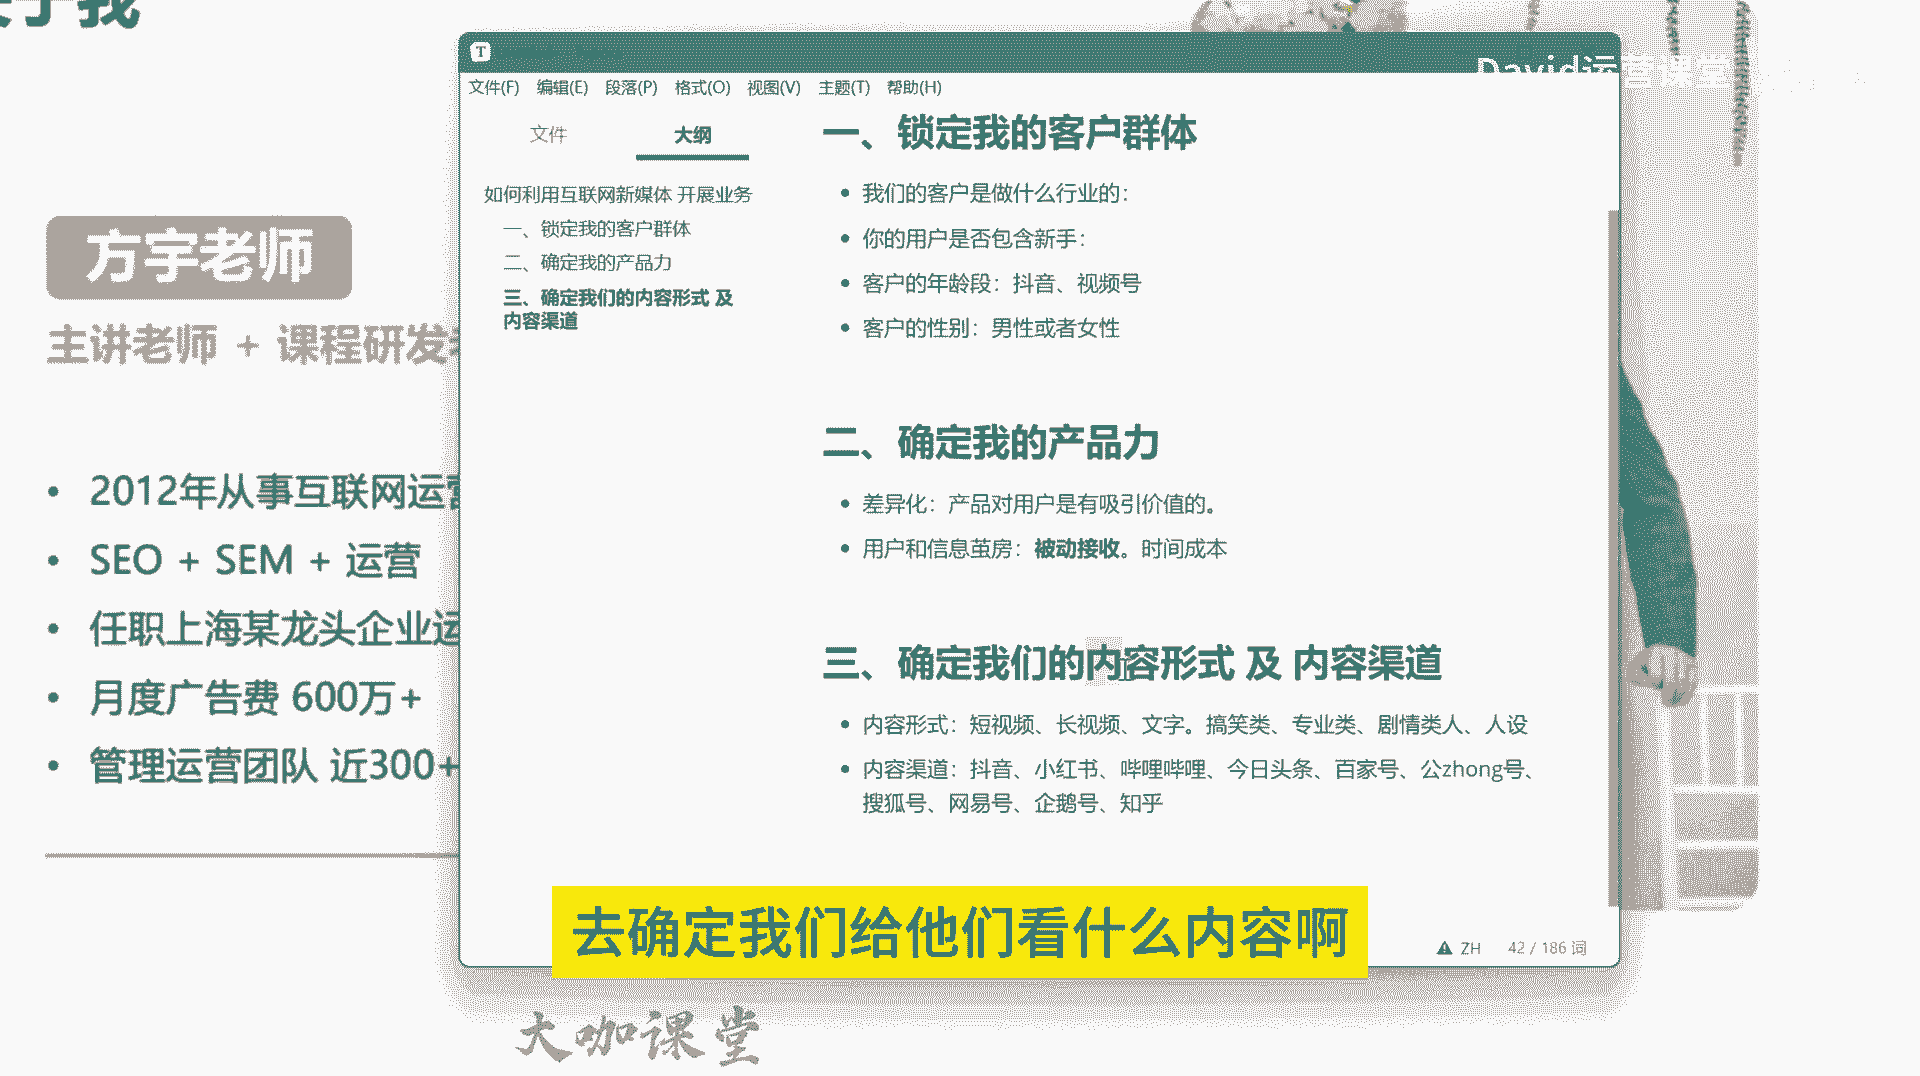 David运营课堂
T
文件(F) 编辑(E) 段落(P) 格式(O) 视图(V) 主题(T) 帮助(H)
文件 大纲
如何利用互联网新媒体 开展业务
一、锁定我的客户群体
二、确定我的产品力
三、确定我们的内容形式 及
内容渠道
一、锁定我的客户群体
我们的客户是做什么行业的：
你的用户是否包含新手：
客户的年龄段：抖音、视频号
客户的性别：男性或者女性
二、确定我的产品力
差异化：产品对用户是有吸引价值的。
用户和信息茧房：被动接收。时间成本
三、确定我们的内容形式 及 内容渠道
内容形式：短视频、长视频、文字。搞笑类、专业类、剧情类人、人设
内容渠道：抖音、小红书、哔哩哔哩、今日头条、百家号、公zhong号、
搜狐号、网易号、企鹅号、知乎
ZH 42 / 186 词
方宇老师
主讲老师 + 课程研发
2012年从事互联网运营
SEO + SEM + 运营
任职上海某龙头企业运
月度广告费 600万+
管理运营团队 近300+
去确定我们给他们看什么内容啊
大咖课堂